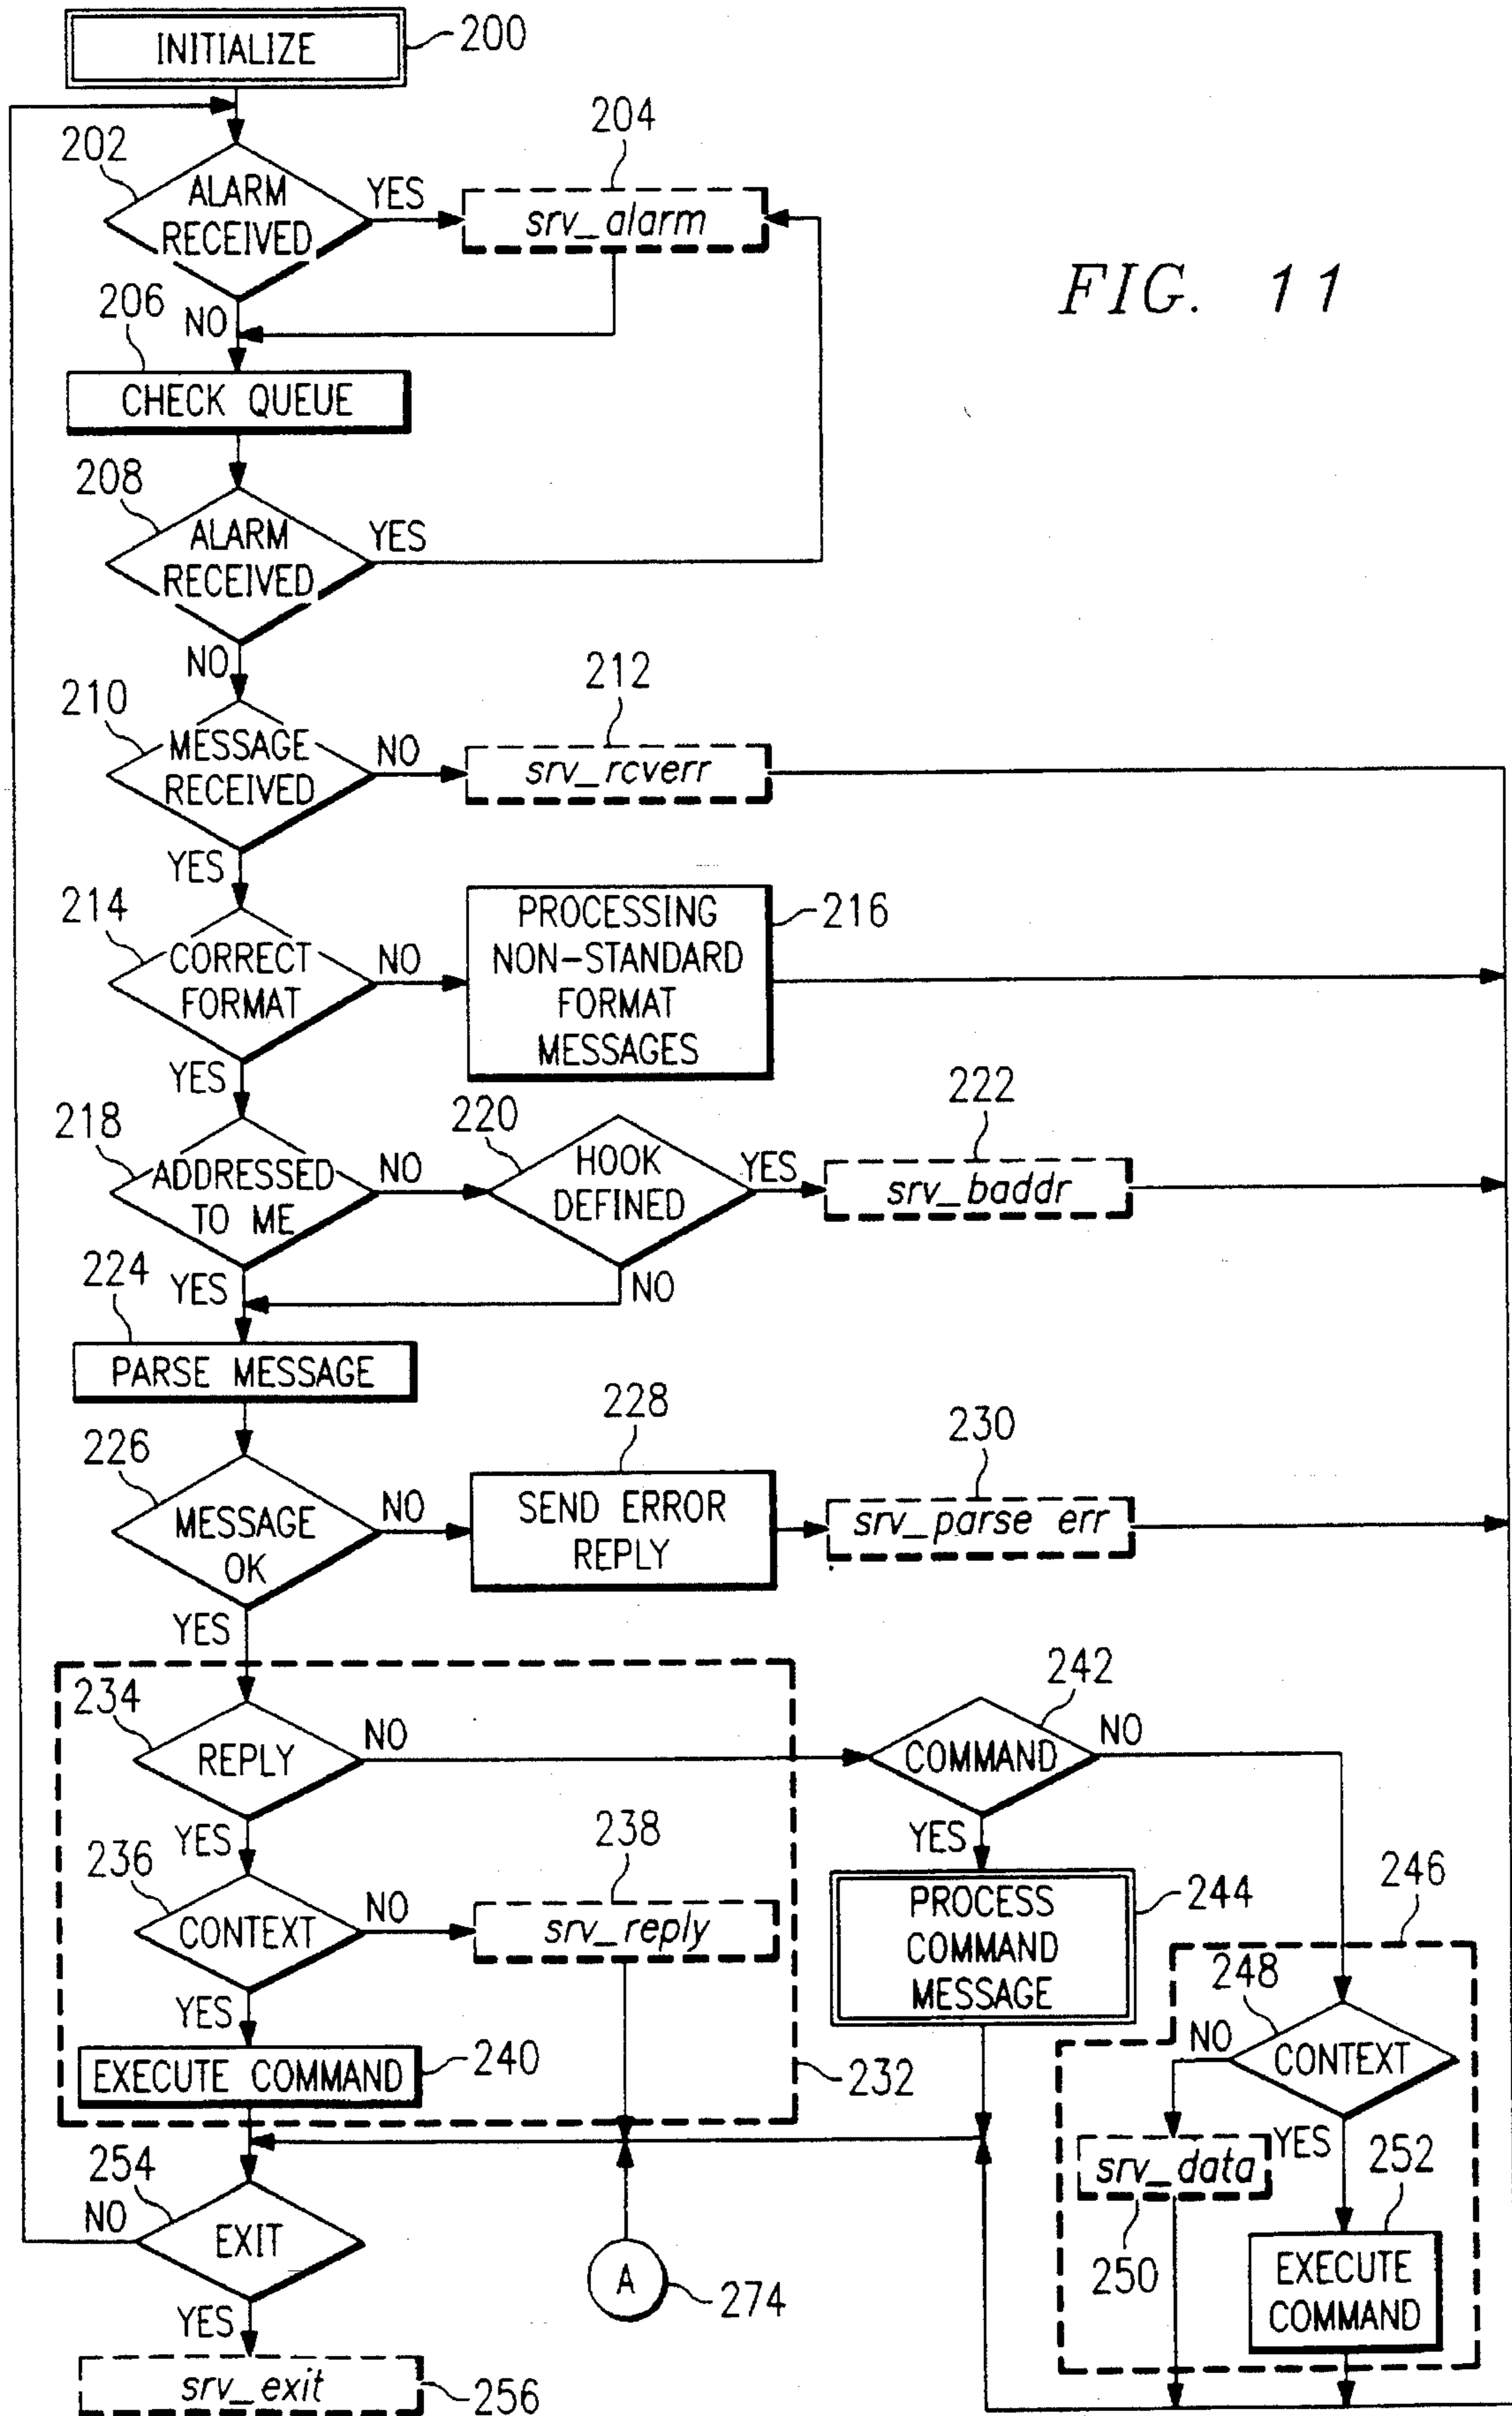 INITIALIZE
200
202
204
ALARM
RECEIVED
YES
srv_alarm
FIG. 11
206
NO
CHECK QUEUE
208
ALARM
RECEIVED
YES
NO
210
212
MESSAGE
RECEIVED
NO
srv_rcverr
YES
214
CORRECT
FORMAT
NO
PROCESSING
NON-STANDARD
FORMAT
MESSAGES
216
YES
218
220
222
ADDRESSED
TO ME
NO
HOOK
DEFINED
YES
srv_baddr
224
YES
NO
PARSE MESSAGE
226
228
230
MESSAGE
OK
NO
SEND ERROR
REPLY
srv_parse err
YES
234
242
REPLY
NO
COMMAND
NO
YES
238
YES
236
246
CONTEXT
NO
srv_reply
PROCESS
COMMAND
MESSAGE
244
248
YES
NO
CONTEXT
EXECUTE COMMAND
240
232
254
srv_data
YES
252
NO
EXIT
A
274
250
EXECUTE
COMMAND
YES
srv_exit
256